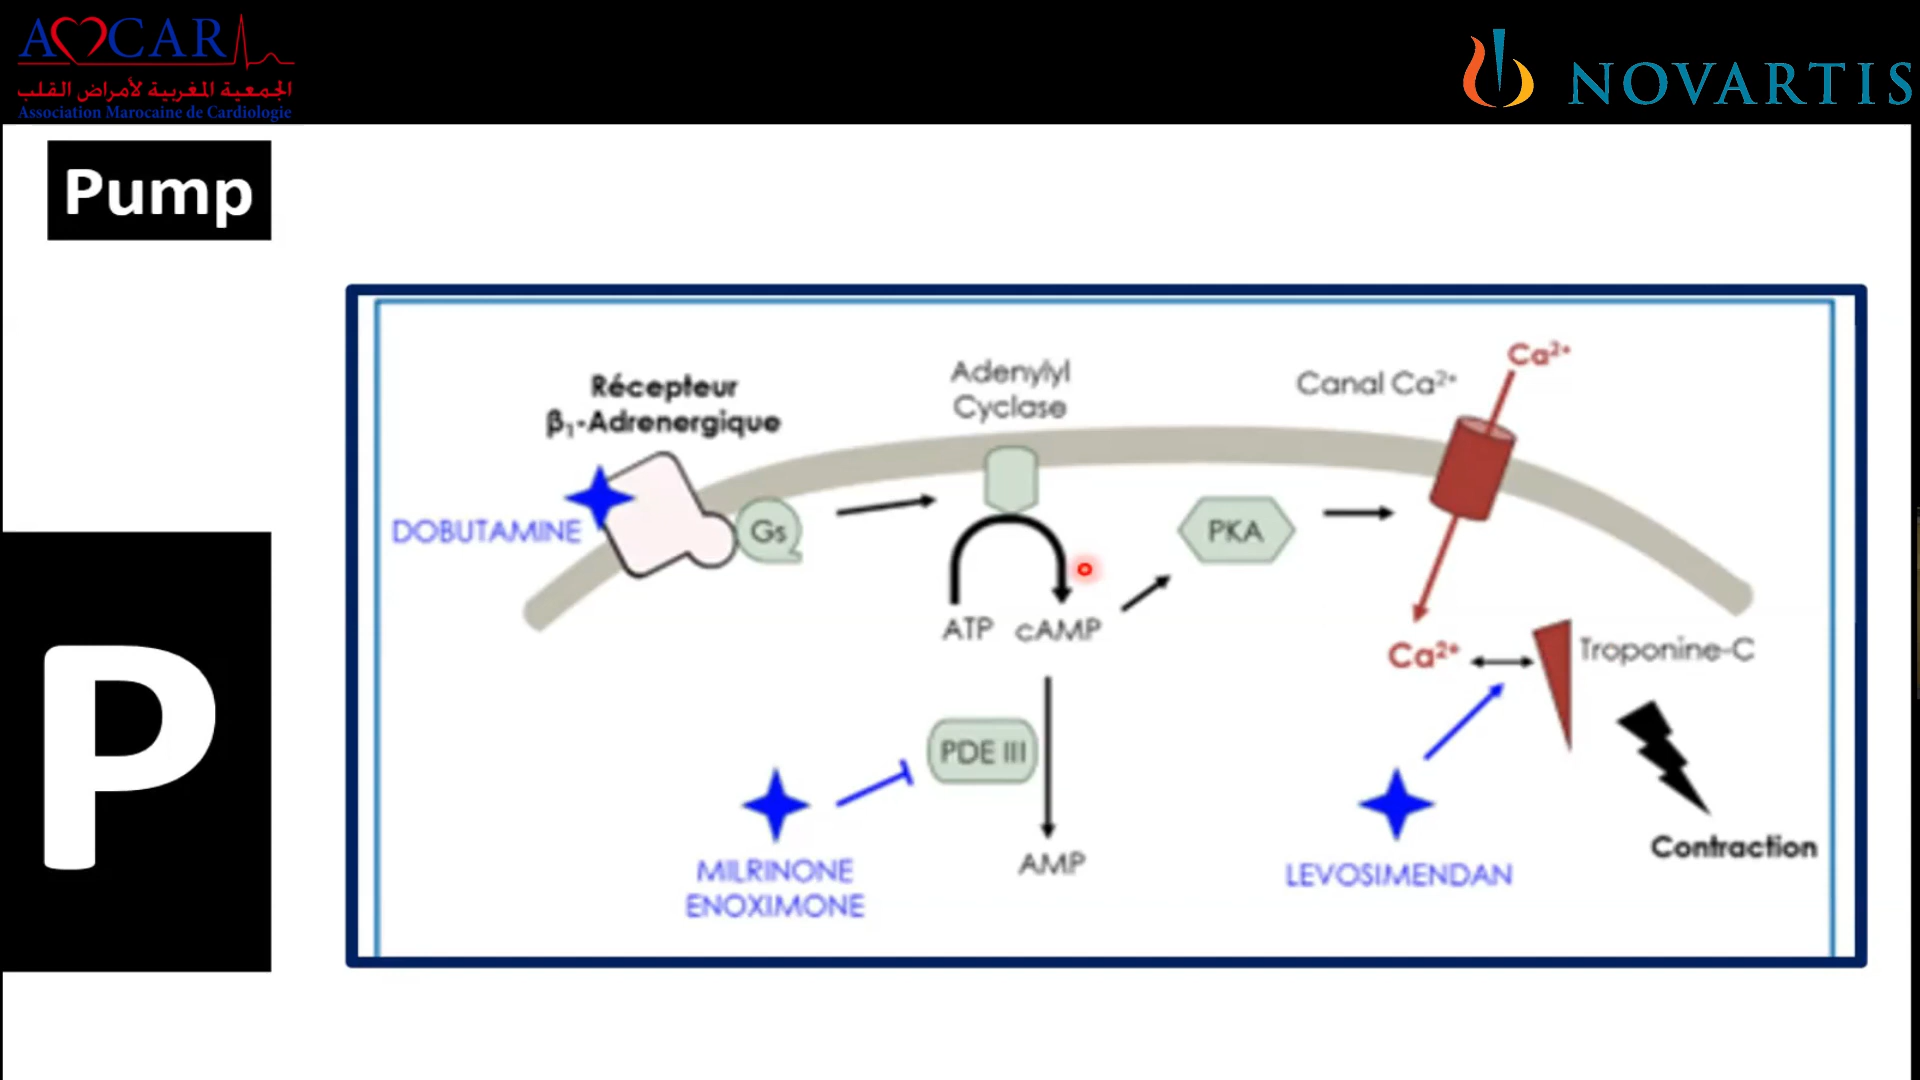 AMCAR
الجمعية المغربية لأمراض القلب
Association Marocaine de Cardiologie
NOVARTIS
Pump
P
Récepteur
β₁-Adrenergique
Adenylyl
Cyclase
Canal Ca²⁺
Ca²⁺
DOBUTAMINE
Gs
PKA
ATP
cAMP
Ca²⁺
Troponine-C
PDE III
AMP
MILRINONE
ENOXIMONE
LEVOSIMENDAN
Contraction